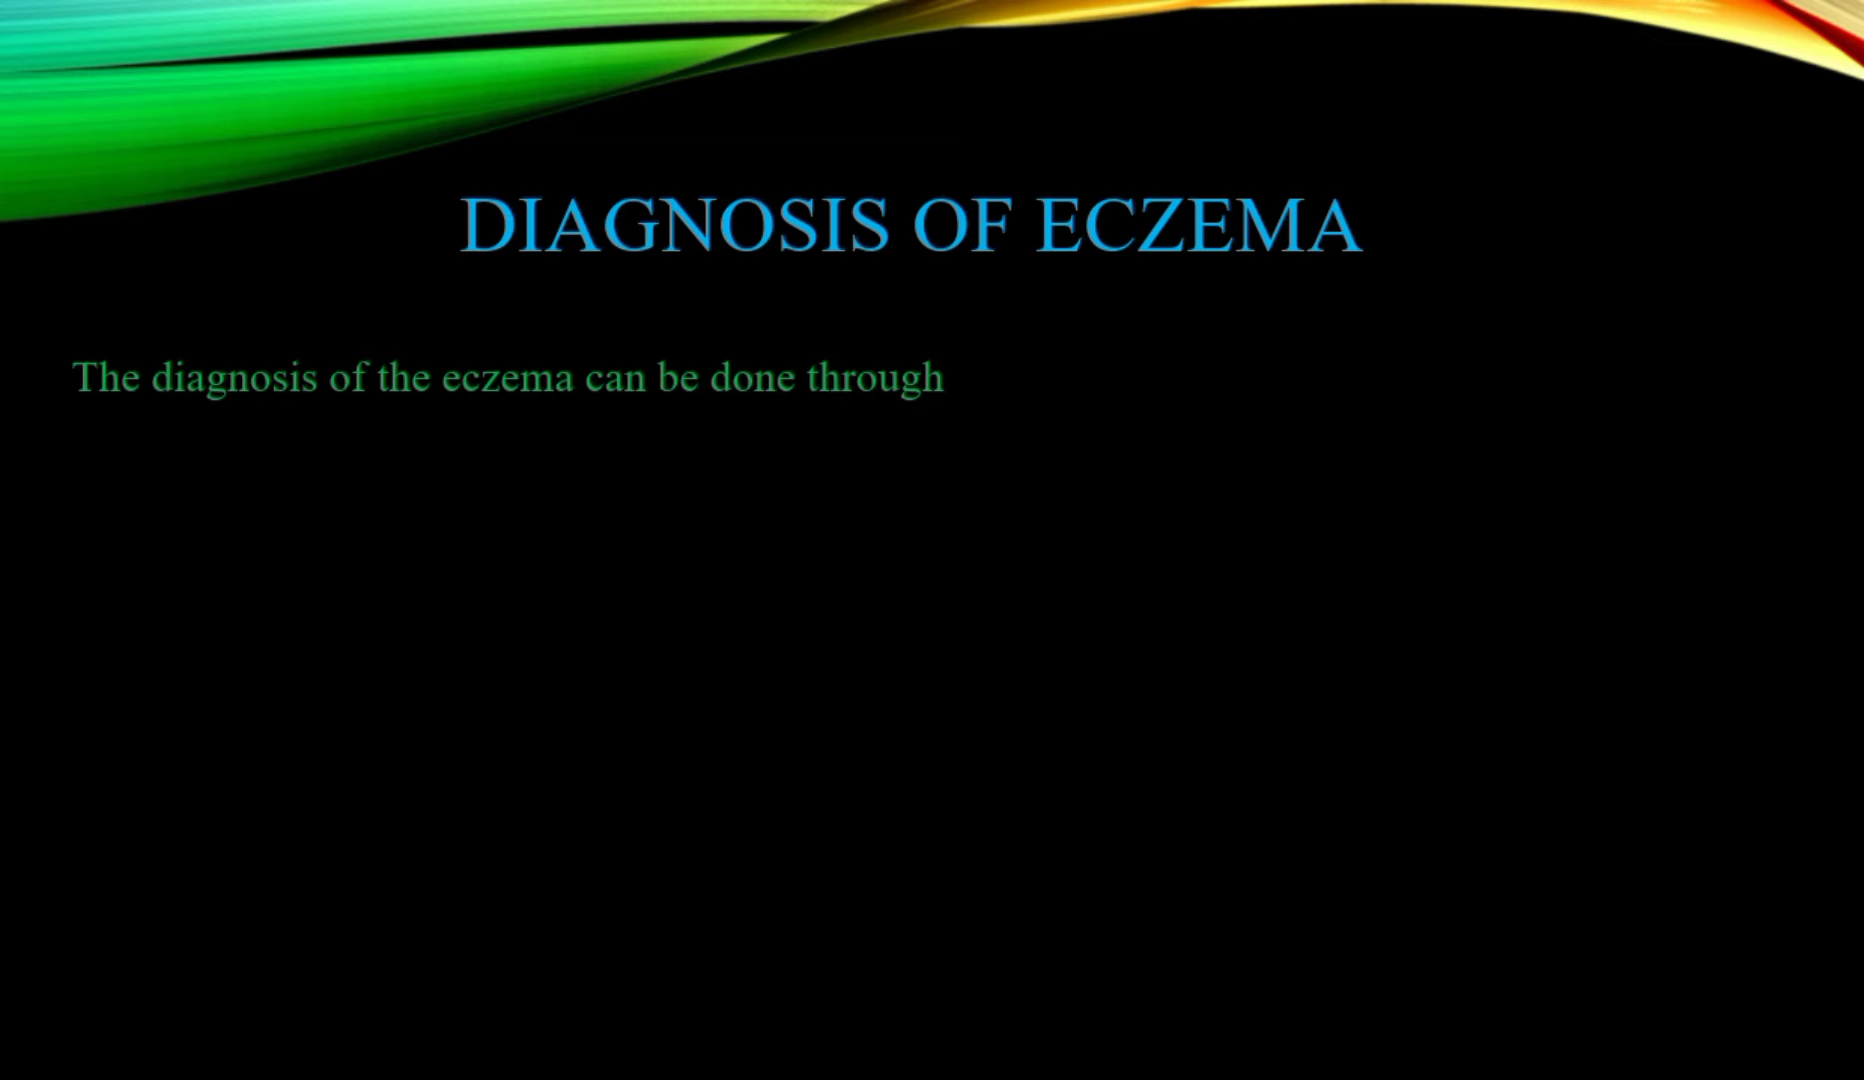 DIAGNOSIS OF ECZEMA
The diagnosis of the eczema can be done through